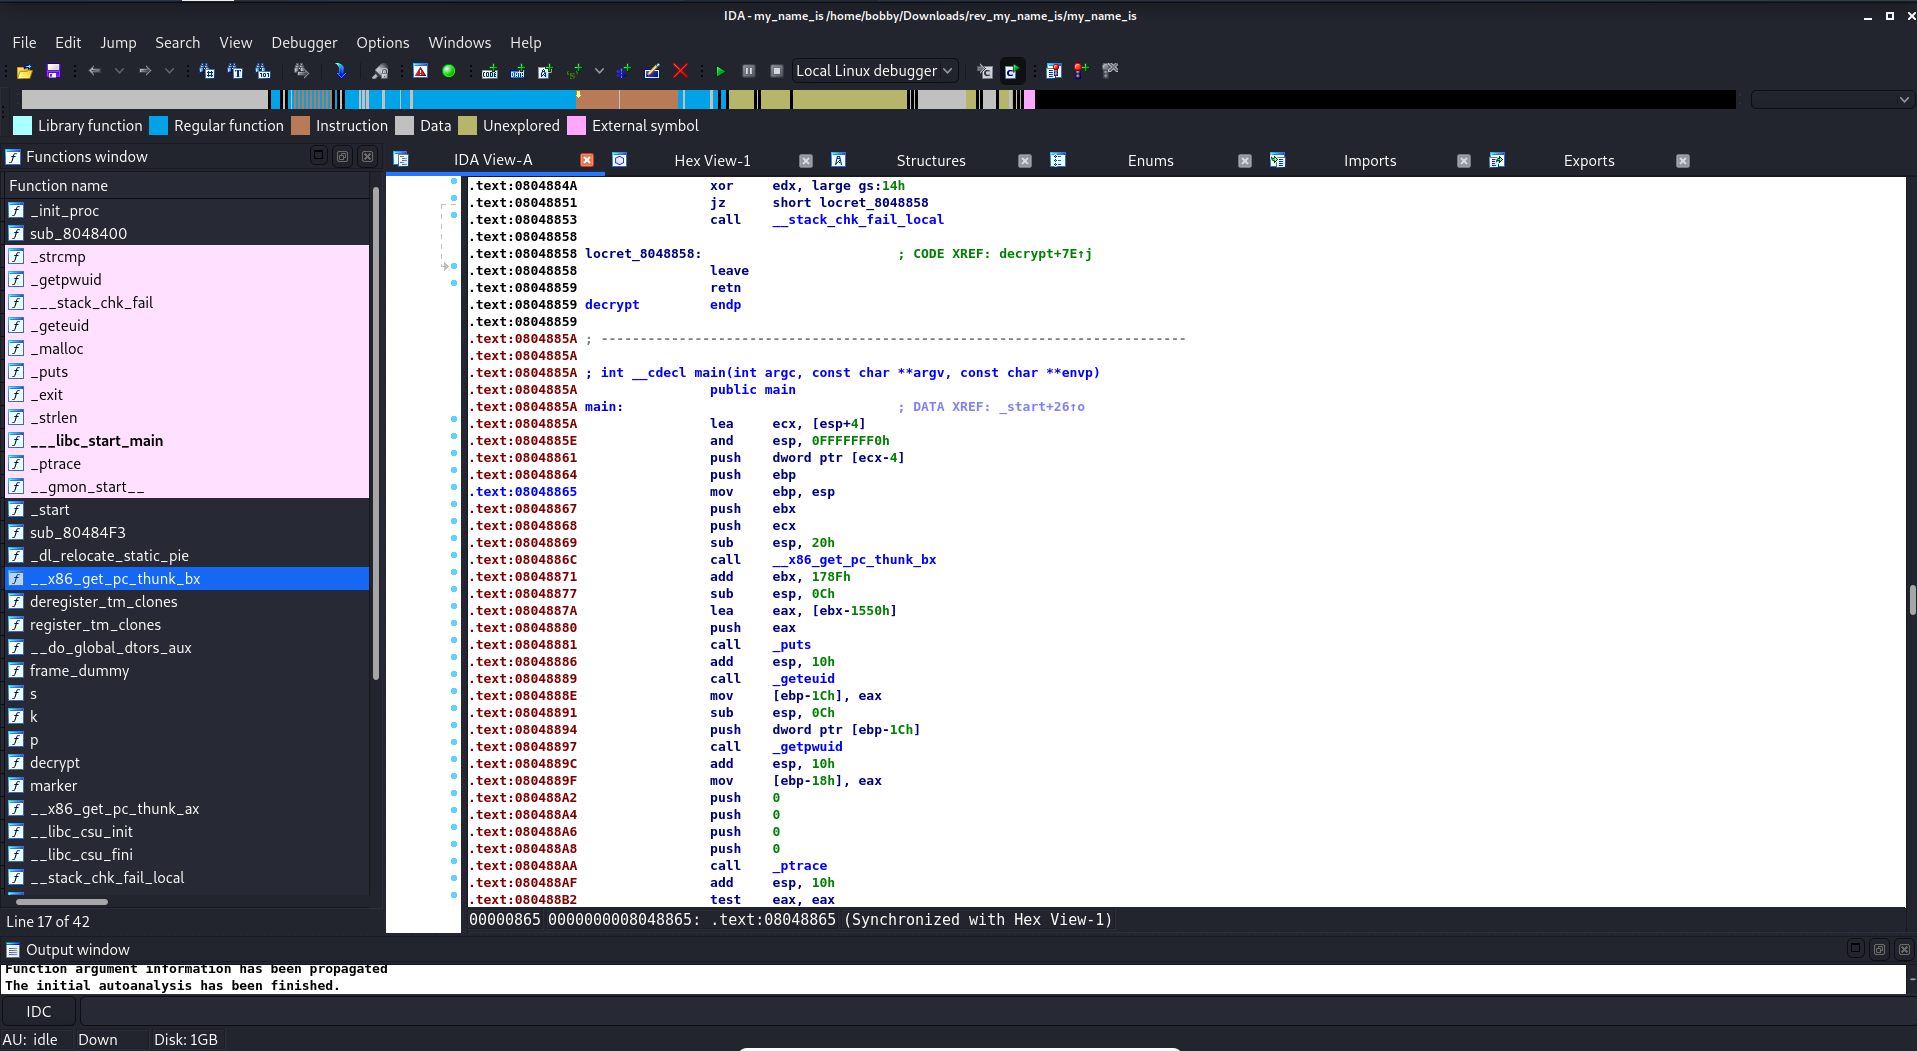 IDA - my_name_is /home/bobby/Downloads/rev_my_name_is/my_name_is
File Edit Jump Search View Debugger Options Windows Help
Local Linux debugger
Library function Regular function Instruction Data Unexplored External symbol
Functions window
Function name
_init_proc
sub_8048400
_strcmp
_getpwuid
___stack_chk_fail
_geteuid
_malloc
_puts
_exit
_strlen
___libc_start_main
_ptrace
__gmon_start__
_start
sub_80484F3
_dl_relocate_static_pie
__x86_get_pc_thunk_bx
deregister_tm_clones
register_tm_clones
__do_global_dtors_aux
frame_dummy
s
k
p
decrypt
marker
__x86_get_pc_thunk_ax
__libc_csu_init
__libc_csu_fini
__stack_chk_fail_local
Line 17 of 42
IDA View-A Hex View-1 Structures Enums Imports Exports
.text:0804884A xor edx, large gs:14h
.text:08048851 jz short locret_8048858
.text:08048853 call __stack_chk_fail_local
.text:08048858
.text:08048858 locret_8048858: ; CODE XREF: decrypt+7E↑j
.text:08048858 leave
.text:08048859 retn
.text:08048859 decrypt endp
.text:08048859
.text:0804885A ; ---------------------------------------------------------------------------
.text:0804885A
.text:0804885A ; int __cdecl main(int argc, const char **argv, const char **envp)
.text:0804885A public main
.text:0804885A main: ; DATA XREF: _start+26↑o
.text:0804885A lea ecx, [esp+4]
.text:0804885E and esp, 0FFFFFFF0h
.text:08048861 push dword ptr [ecx-4]
.text:08048864 push ebp
.text:08048865 mov ebp, esp
.text:08048867 push ebx
.text:08048868 push ecx
.text:08048869 sub esp, 20h
.text:0804886C call __x86_get_pc_thunk_bx
.text:08048871 add ebx, 178Fh
.text:08048877 sub esp, 0Ch
.text:0804887A lea eax, [ebx-1550h]
.text:08048880 push eax
.text:08048881 call _puts
.text:08048886 add esp, 10h
.text:08048889 call _geteuid
.text:0804888E mov [ebp-1Ch], eax
.text:08048891 sub esp, 0Ch
.text:08048894 push dword ptr [ebp-1Ch]
.text:08048897 call _getpwuid
.text:0804889C add esp, 10h
.text:0804889F mov [ebp-18h], eax
.text:080488A2 push 0
.text:080488A4 push 0
.text:080488A6 push 0
.text:080488A8 push 0
.text:080488AA call _ptrace
.text:080488AF add esp, 10h
.text:080488B2 test eax, eax
00000865 0000000008048865: .text:08048865 (Synchronized with Hex View-1)
Output window
Function argument information has been propagated
The initial autoanalysis has been finished.
IDC
AU: idle Down Disk: 1GB